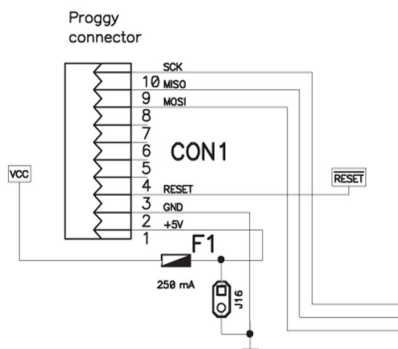 Proggy
connector
SCK
10 MISO
9 MOSI
8
7
6
CON1
5
VCC
4 RESET
RESET
3 GND
2 +5V
1
F1
250 mA
J16